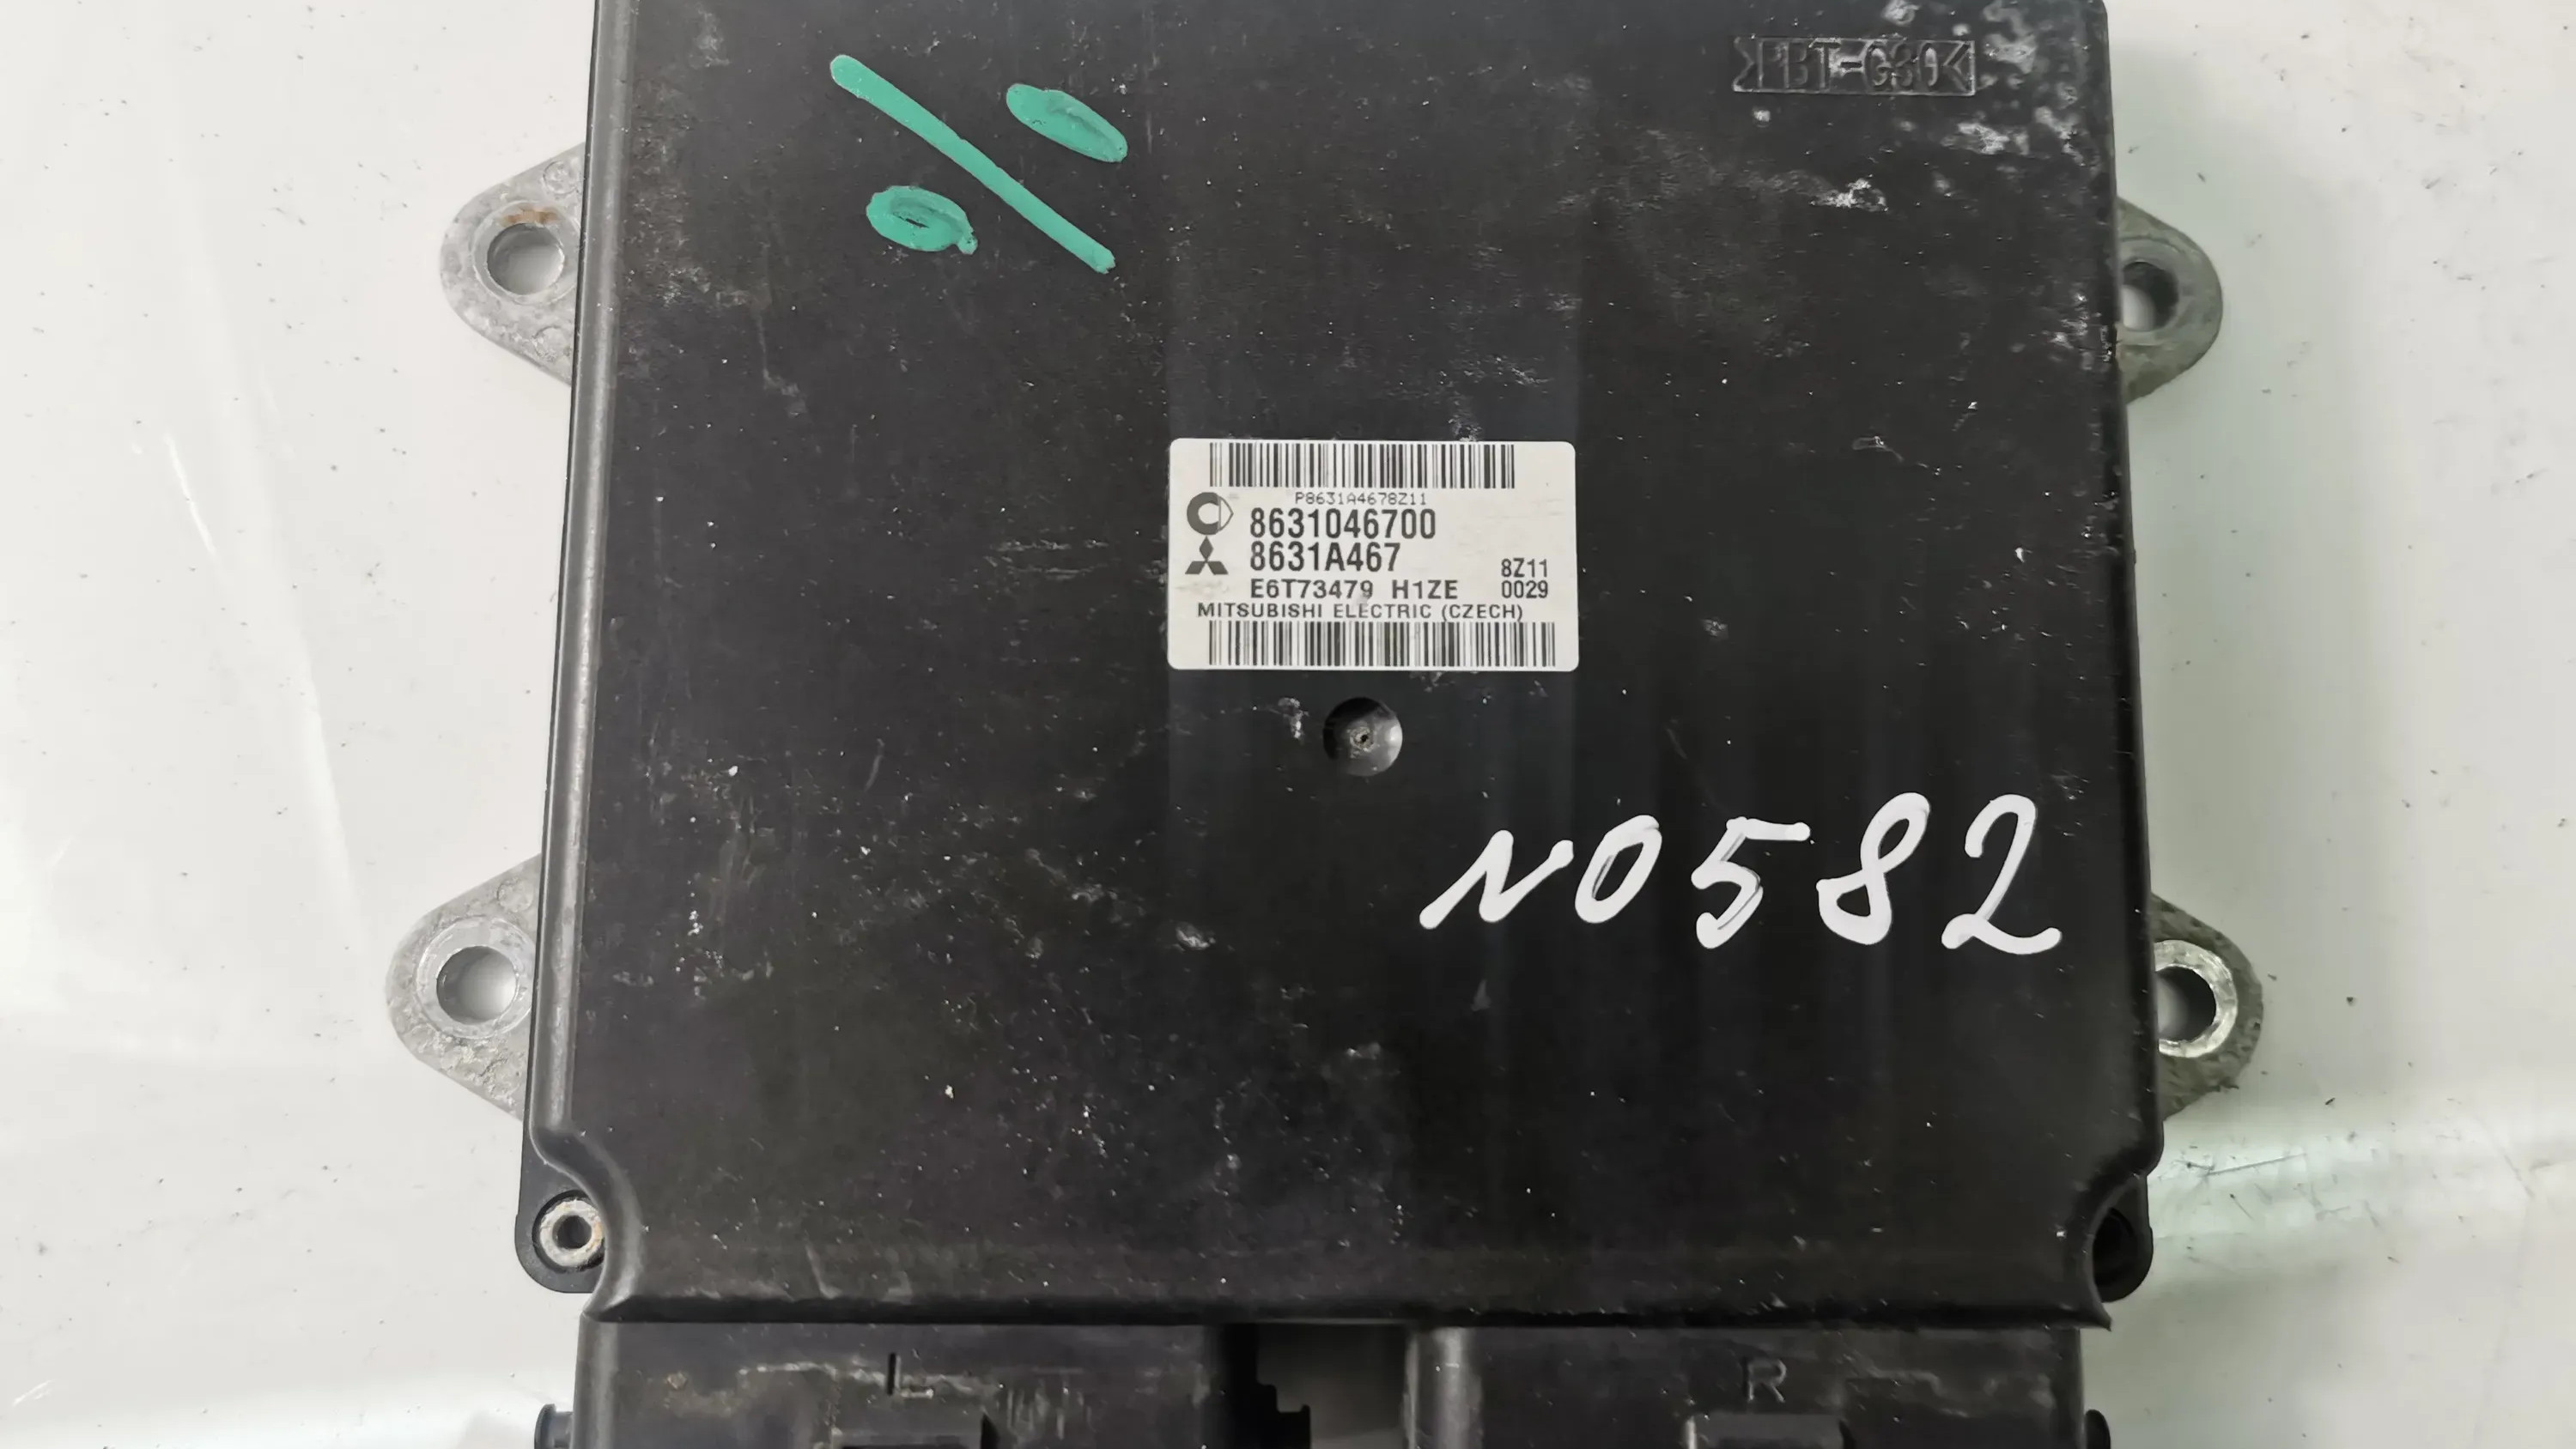 >PBT-G30<
P8631A4678Z11
8631046700
8631A467
8Z11
E6T73479 H1ZE
0029
MITSUBISHI ELECTRIC (CZECH)
N0582
L
R